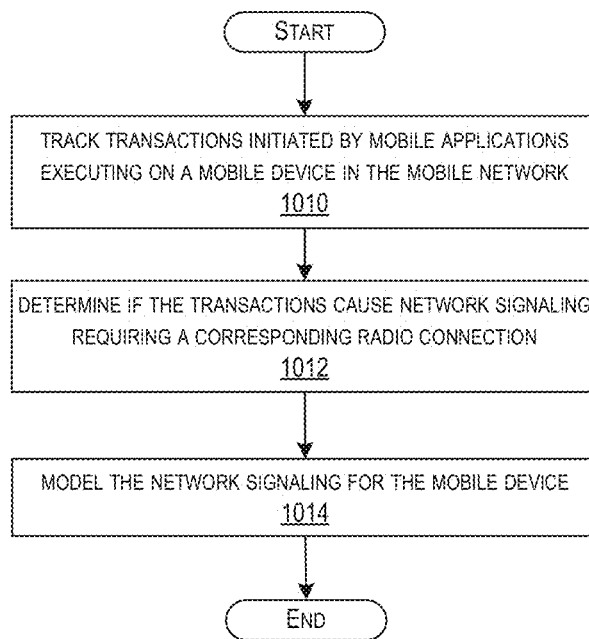 START
TRACK TRANSACTIONS INITIATED BY MOBILE APPLICATIONS
EXECUTING ON A MOBILE DEVICE IN THE MOBILE NETWORK
1010
DETERMINE IF THE TRANSACTIONS CAUSE NETWORK SIGNALING
REQUIRING A CORRESPONDING RADIO CONNECTION
1012
MODEL THE NETWORK SIGNALING FOR THE MOBILE DEVICE
1014
END